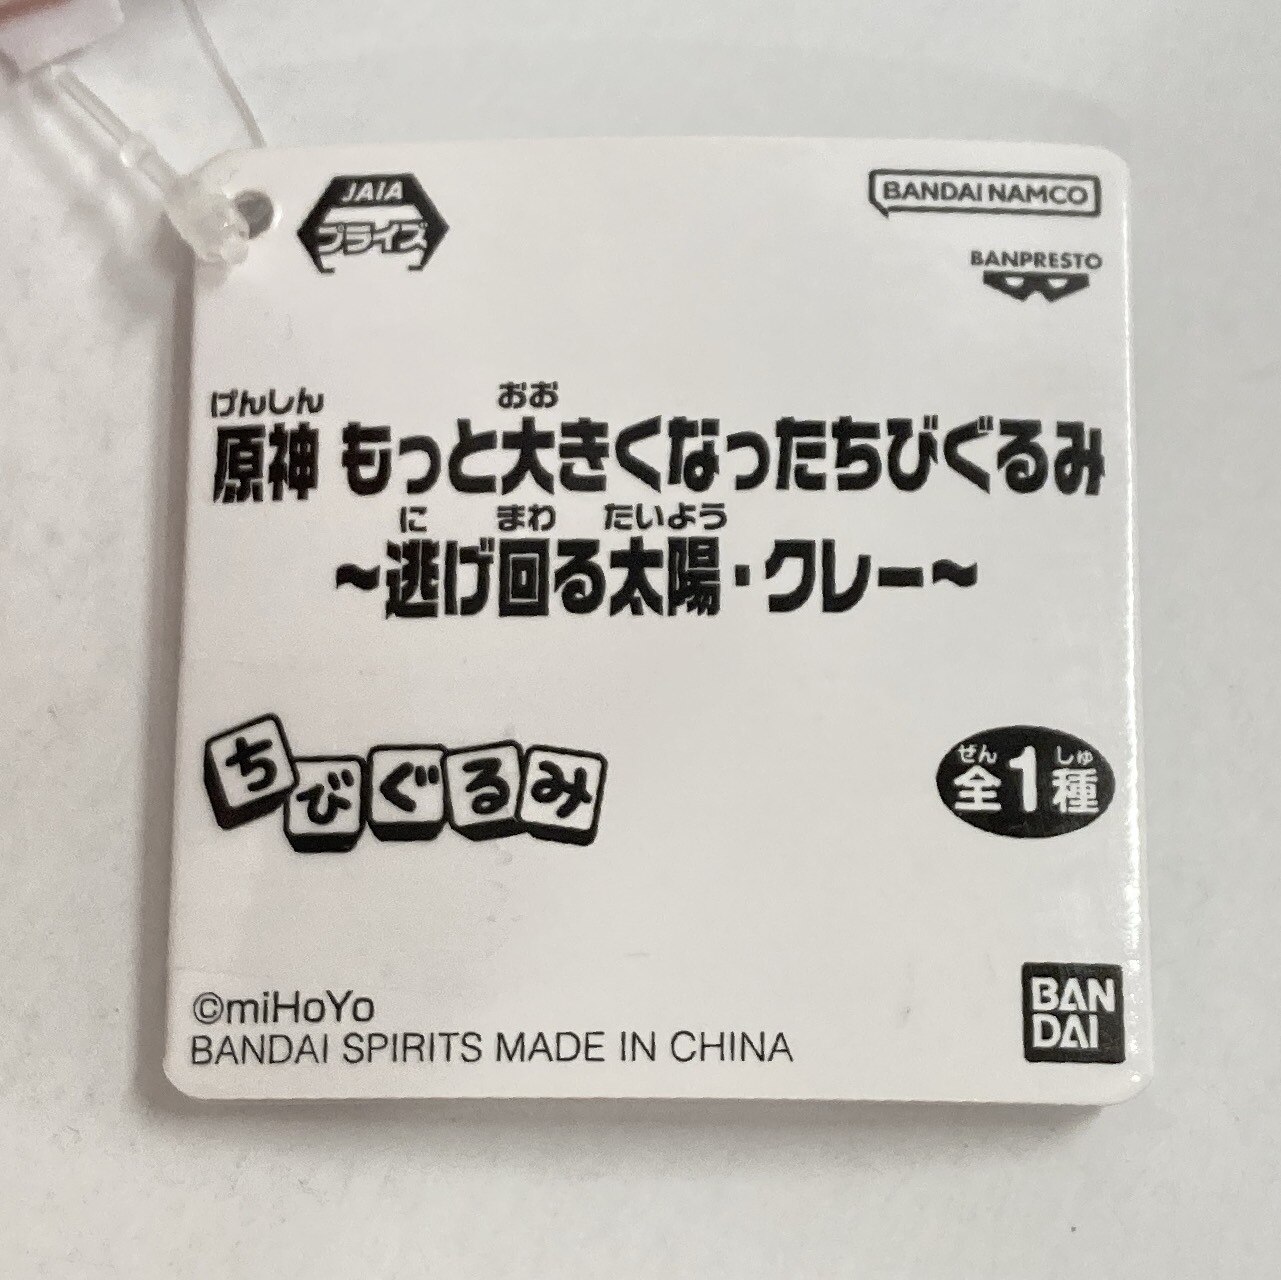 JAIA
プライズ
BANDAI NAMCO
BANPRESTO
げんしん おお
原神 もっと大きくなったちびぐるみ
に まわ たいよう
〜逃げ回る太陽・クレー〜
ちびぐるみ
ぜん しゅ
全1種
©miHoYo
BANDAI SPIRITS MADE IN CHINA
BAN
DAI